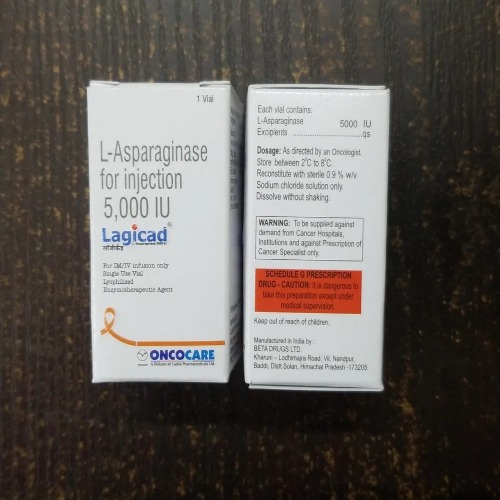 1 Vial
L-Asparaginase
for injection
5,000 IU
Lagicad®
For IM/IV infusion only
Single Use Vial
Lyophilized
Enzymotherapeutic Agent
ONCOCARE
A Division of Cadila Pharmaceuticals Ltd.
Each vial contains:
L-Asparaginase 5000 IU
Excipients ..........................qs
Dosage: As directed by an Oncologist.
Store between 2°C to 8°C.
Reconstitute with sterile 0.9 % w/v
Sodium chloride solution only.
Dissolve without shaking.
WARNING: To be supplied against
demand from Cancer Hospitals,
Institutions and against Prescription of
Cancer Specialist only.
SCHEDULE G PRESCRIPTION
DRUG - CAUTION: It is dangerous to
take this preparation except under
medical supervision.
Keep out of reach of children.
Manufactured in India by :
BETA DRUGS LTD.
Kharuni – Lodhimajra Road, Vil. Nandpur,
Baddi, Distt Solan, Himachal Pradesh -173205